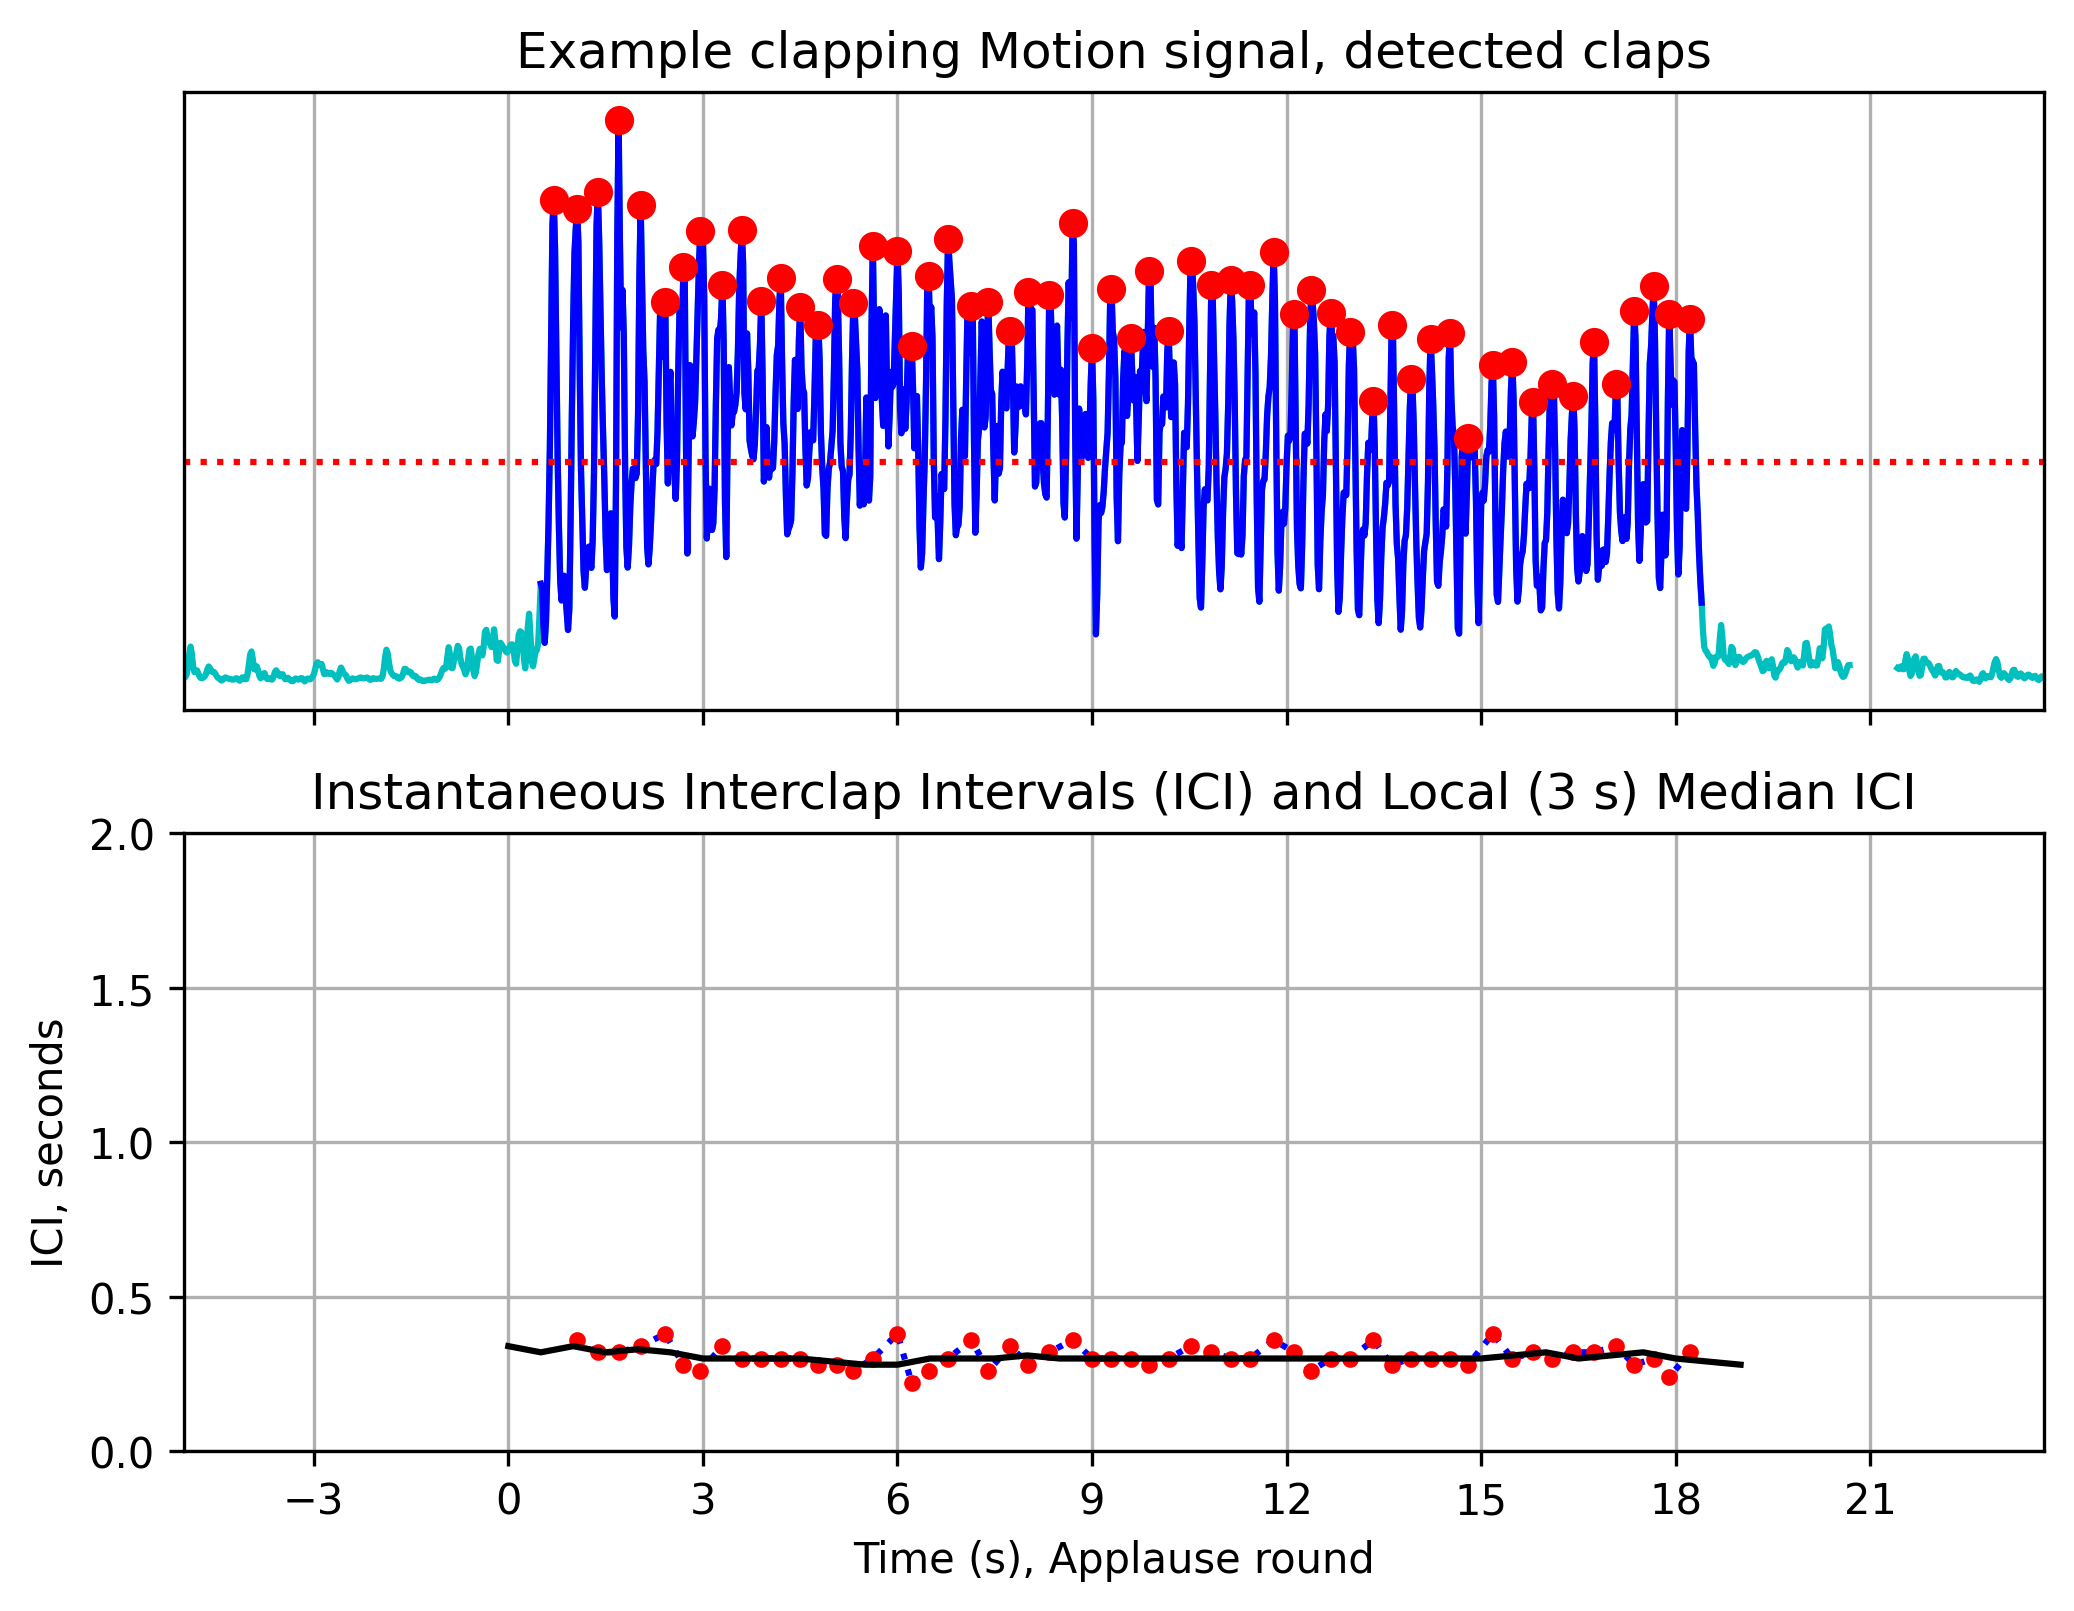 Example clapping Motion signal, detected claps
Instantaneous Interclap Intervals (ICI) and Local (3 s) Median ICI
2.0
1.5
1.0
0.5
0.0
ICI, seconds
−3 0 3 6 9 12 15 18 21
Time (s), Applause round